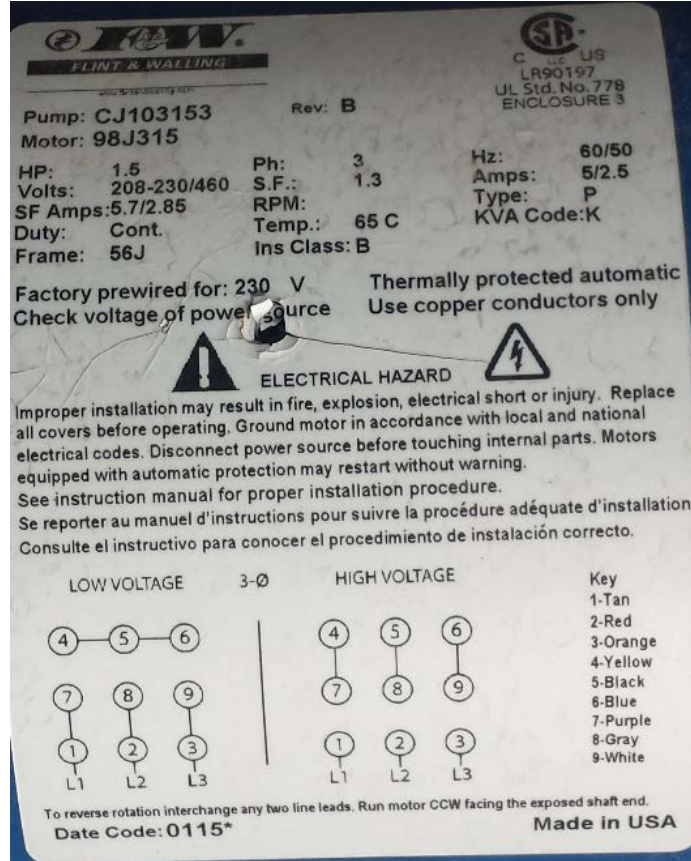 F&W.
FLINT & WALLING
CSA
C US
LR90197
UL Std. No. 778
ENCLOSURE 3
Pump: CJ103153 Rev: B
Motor: 98J315
HP: 1.5 Ph: 3 Hz: 60/50
Volts: 208-230/460 S.F.: 1.3 Amps: 5/2.5
SF Amps:5.7/2.85 RPM: Type: P
Duty: Cont. Temp.: 65 C KVA Code:K
Frame: 56J Ins Class: B
Factory prewired for: 230 V Thermally protected automatic
Check voltage of power source Use copper conductors only
ELECTRICAL HAZARD
Improper installation may result in fire, explosion, electrical short or injury. Replace
all covers before operating. Ground motor in accordance with local and national
electrical codes. Disconnect power source before touching internal parts. Motors
equipped with automatic protection may restart without warning.
See instruction manual for proper installation procedure.
Se reporter au manuel d'instructions pour suivre la procédure adéquate d'installation
Consulte el instructivo para conocer el procedimiento de instalación correcto.
LOW VOLTAGE 3-Ø HIGH VOLTAGE
4 5 6
7 8 9
1 2 3
L1 L2 L3
4 5 6
7 8 9
1 2 3
L1 L2 L3
Key
1-Tan
2-Red
3-Orange
4-Yellow
5-Black
6-Blue
7-Purple
8-Gray
9-White
To reverse rotation interchange any two line leads. Run motor CCW facing the exposed shaft end.
Date Code: 0115* Made in USA